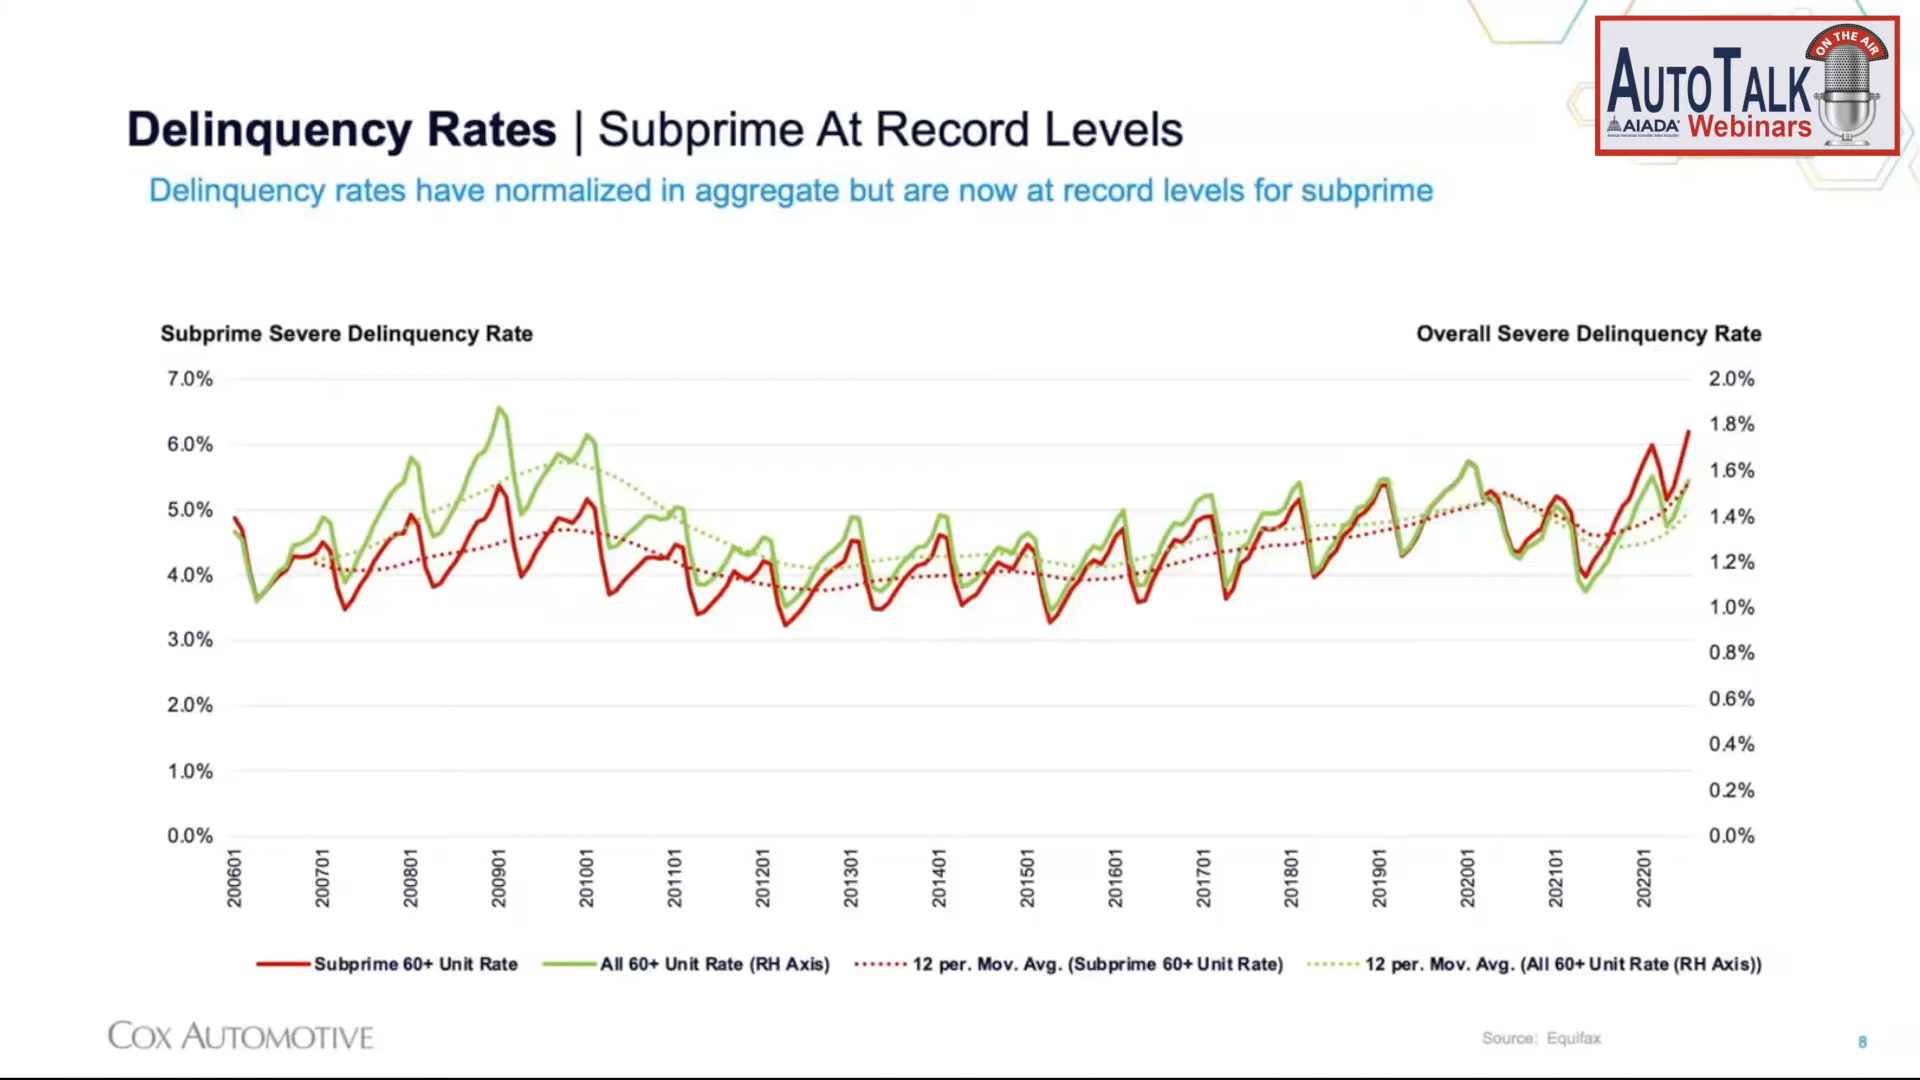 ON THE AIR
AUTOTALK
AIADA Webinars
Delinquency Rates | Subprime At Record Levels
Delinquency rates have normalized in aggregate but are now at record levels for subprime
Subprime Severe Delinquency Rate
Overall Severe Delinquency Rate
7.0%
6.0%
5.0%
4.0%
3.0%
2.0%
1.0%
0.0%
2.0%
1.8%
1.6%
1.4%
1.2%
1.0%
0.8%
0.6%
0.4%
0.2%
0.0%
200601
200701
200801
200901
201001
201101
201201
201301
201401
201501
201601
201701
201801
201901
202001
202101
202201
Subprime 60+ Unit Rate
All 60+ Unit Rate (RH Axis)
12 per. Mov. Avg. (Subprime 60+ Unit Rate)
12 per. Mov. Avg. (All 60+ Unit Rate (RH Axis))
COX AUTOMOTIVE
Source: Equifax
8